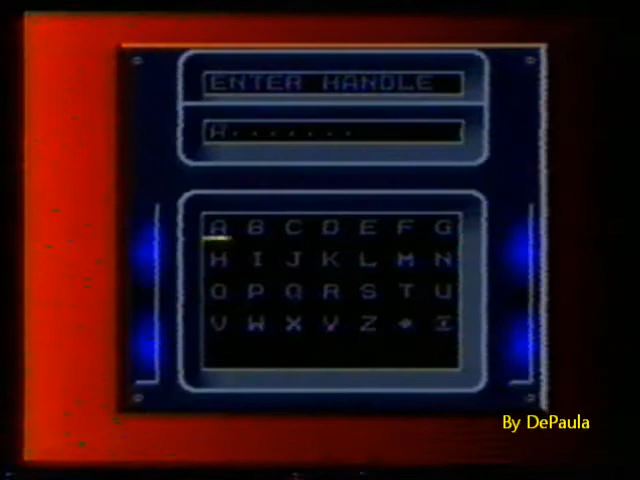 ENTER HANDLE
A B C D E F G
H I J K L M N
O P Q R S T U
V W X Y Z
By DePaula